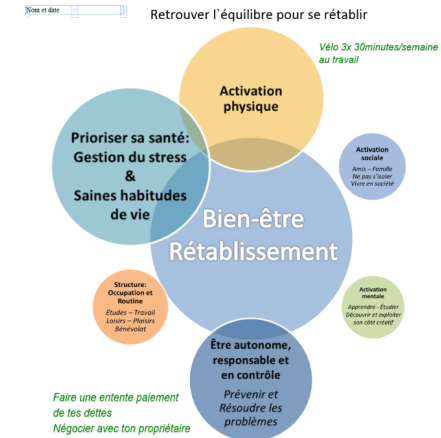 Nom et date
Retrouver l`équilibre pour se rétablir
Vélo 3x 30minutes/semaine
au travail
Activation
physique
Prioriser sa santé:
Gestion du stress
&
Saines habitudes
de vie
Activation
sociale
Amis – Famille
Ne pas s'isoler
Vivre en société
Bien-être
Rétablissement
Structure:
Occupation et
Routine
Études – Travail
Loisirs – Plaisirs
Bénévolat
Activation
mentale
Apprendre - Étudier
Découvrir et exploiter
son côté créatif
Être autonome,
responsable et
en contrôle
Prévenir et
Résoudre les
problèmes
Faire une entente paiement
de tes dettes
Négocier avec ton propriétaire